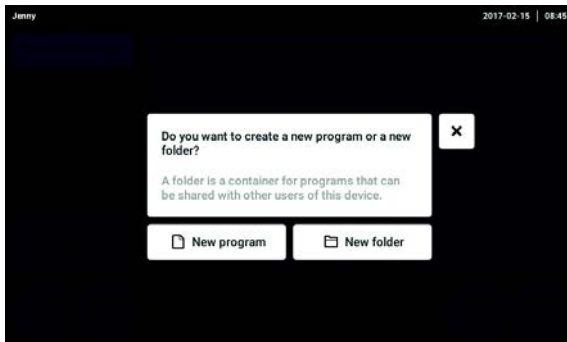 Jenny
2017-02-15 | 08:45
Do you want to create a new program or a new
folder?
A folder is a container for programs that can
be shared with other users of this device.
New program
New folder